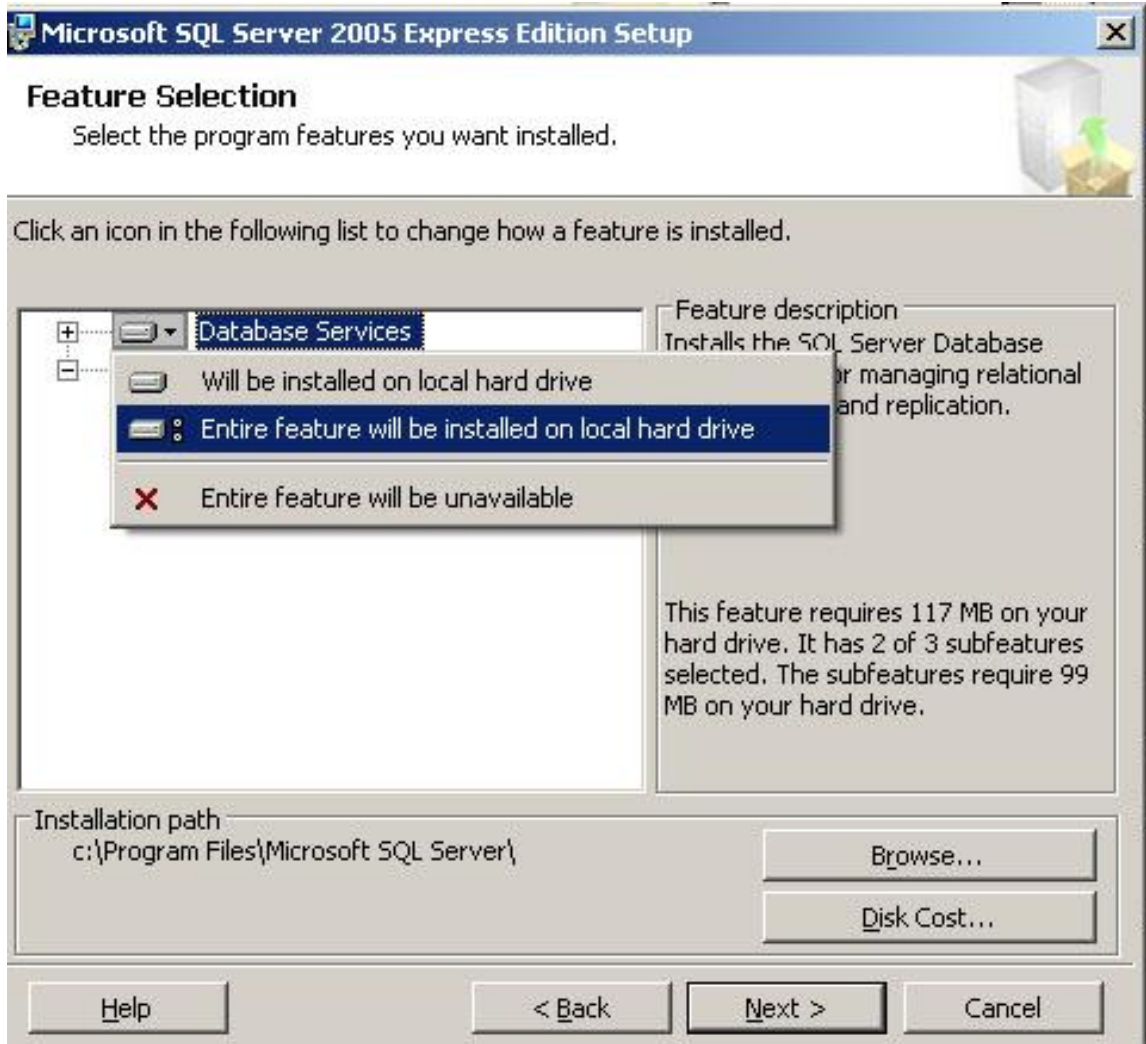 Microsoft SQL Server 2005 Express Edition Setup
Feature Selection
Select the program features you want installed.
Click an icon in the following list to change how a feature is installed.
Database Services
Will be installed on local hard drive
Entire feature will be installed on local hard drive
Entire feature will be unavailable
Feature description
Installs the SQL Server Database
managing relational
and replication.
This feature requires 117 MB on your
hard drive. It has 2 of 3 subfeatures
selected. The subfeatures require 99
MB on your hard drive.
Installation path
c:\Program Files\Microsoft SQL Server\
Browse...
Disk Cost...
Help
< Back
Next >
Cancel